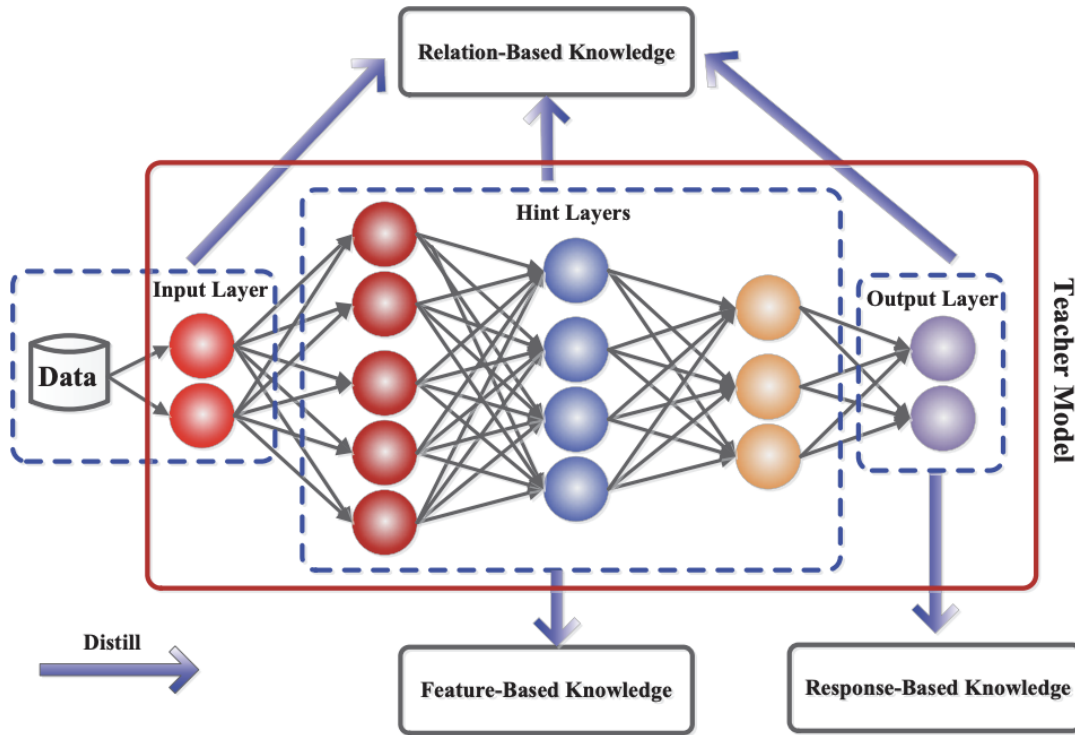 Relation-Based Knowledge
Hint Layers
Input Layer
Output Layer
Data
Teacher Model
Distill
Feature-Based Knowledge
Response-Based Knowledge